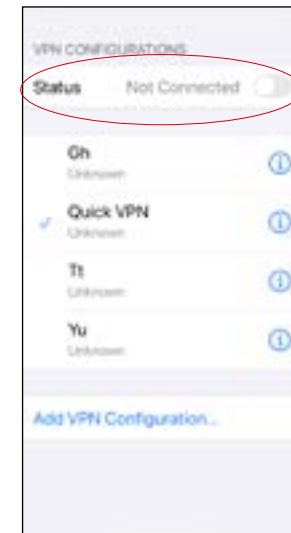 VPN CONFIGURATIONS
Status Not Connected
Gh
Unknown
Quick VPN
Unknown
Tt
Unknown
Yu
Unknown
Add VPN Configuration...